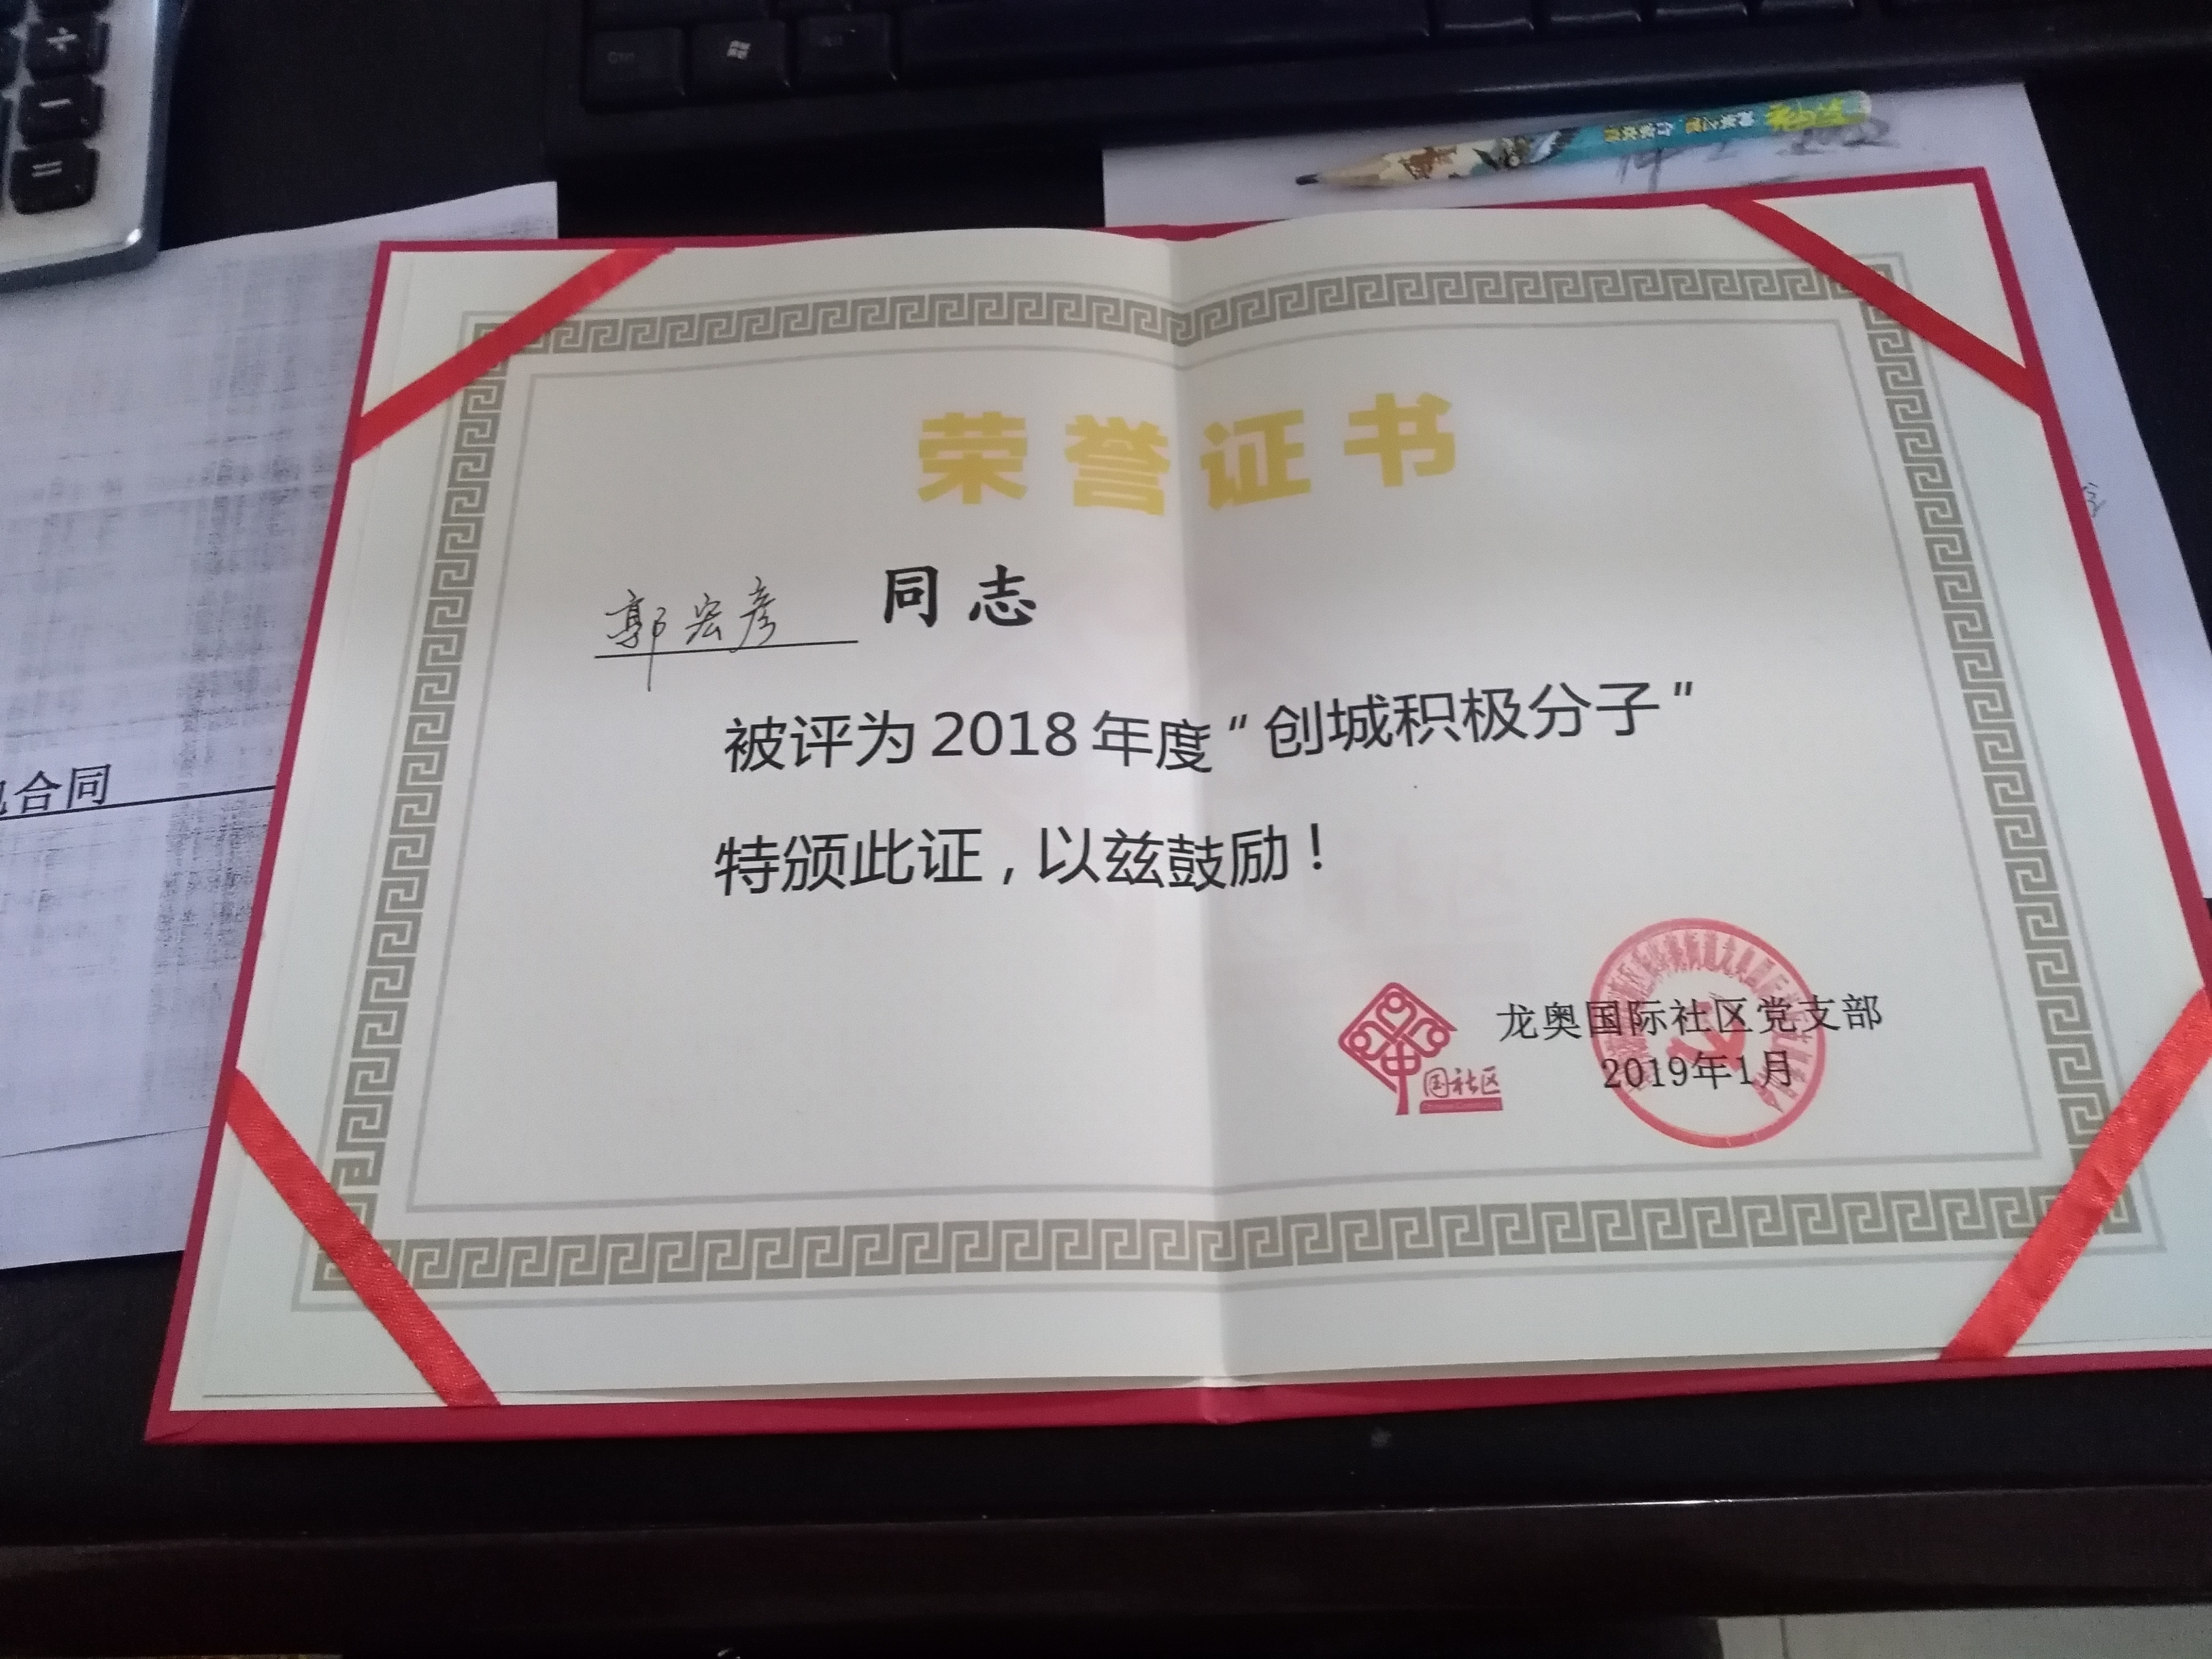 ÷
−
=
荣誉证书
郭宏彦 同志
被评为2018年度“创城积极分子”
特颁此证，以兹鼓励！
合同
国社区
龙奥国际社区党支部
2019年1月